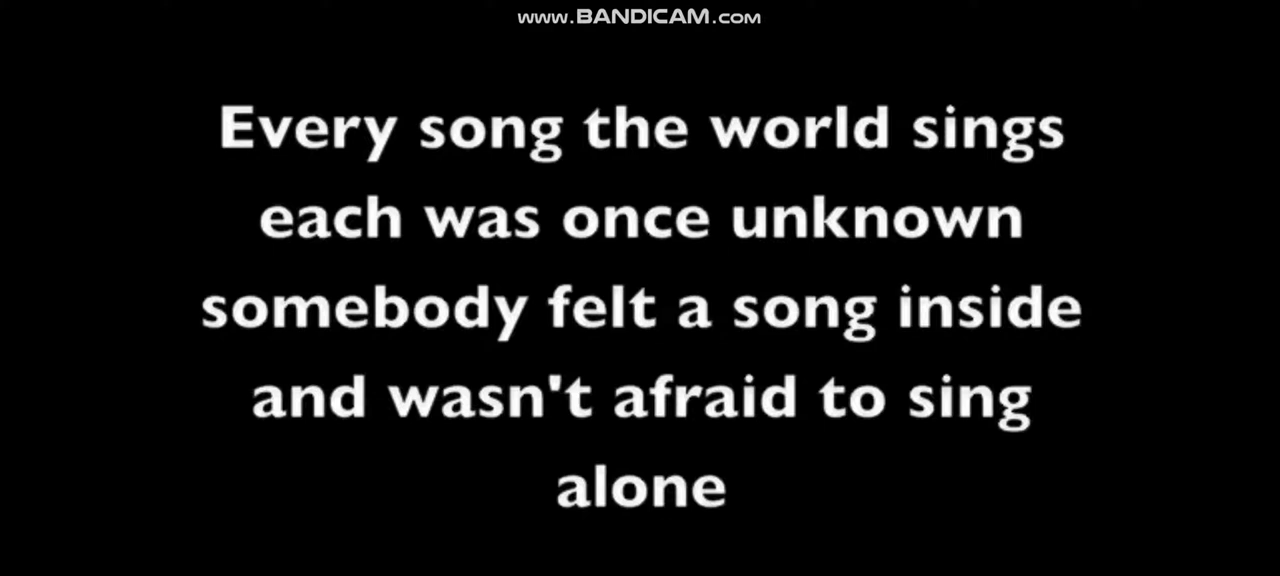 www.BANDICAM.com
Every song the world sings
each was once unknown
somebody felt a song inside
and wasn't afraid to sing
alone